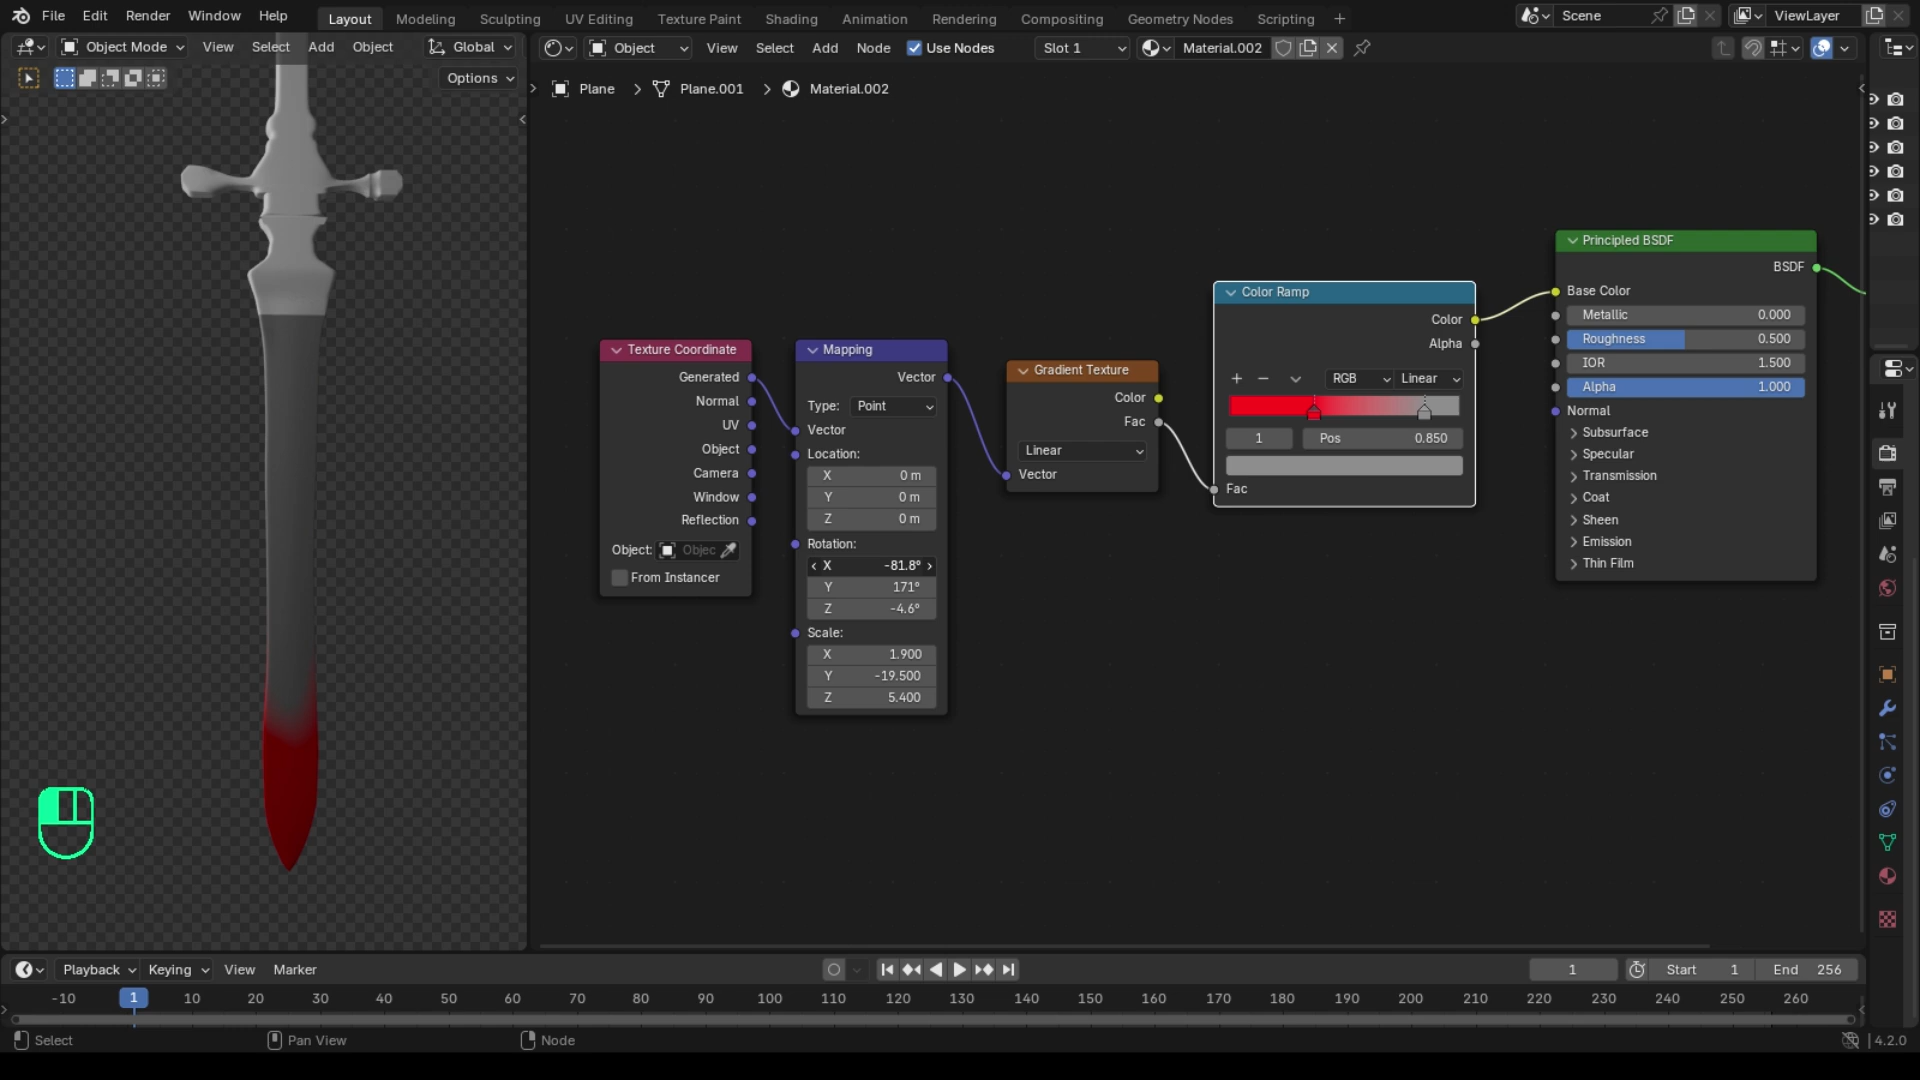 File Edit Render Window Help Layout Modeling Sculpting UV Editing Texture Paint Shading Animation Rendering Compositing Geometry Nodes Scripting + Scene ViewLayer
Object Mode View Select Add Object Global Object View Select Add Node Use Nodes Slot 1 Material.002
Options
Plane > Plane.001 > Material.002
Texture Coordinate
Generated
Normal
UV
Object
Camera
Window
Reflection
Object: Objec
From Instancer
Mapping
Vector
Type: Point
Vector
Location:
X 0 m
Y 0 m
Z 0 m
Rotation:
X -81.8°
Y 171°
Z -4.6°
Scale:
X 1.900
Y -19.500
Z 5.400
Gradient Texture
Color
Fac
Linear
Vector
Color Ramp
Color
Alpha
+ − RGB Linear
1 Pos 0.850
Fac
Principled BSDF
BSDF
Base Color
Metallic 0.000
Roughness 0.500
IOR 1.500
Alpha 1.000
Normal
Subsurface
Specular
Transmission
Coat
Sheen
Emission
Thin Film
Playback Keying View Marker 1 Start 1 End 256
-10 1 10 20 30 40 50 60 70 80 90 100 110 120 130 140 150 160 170 180 190 200 210 220 230 240 250 260
Select Pan View Node 4.2.0